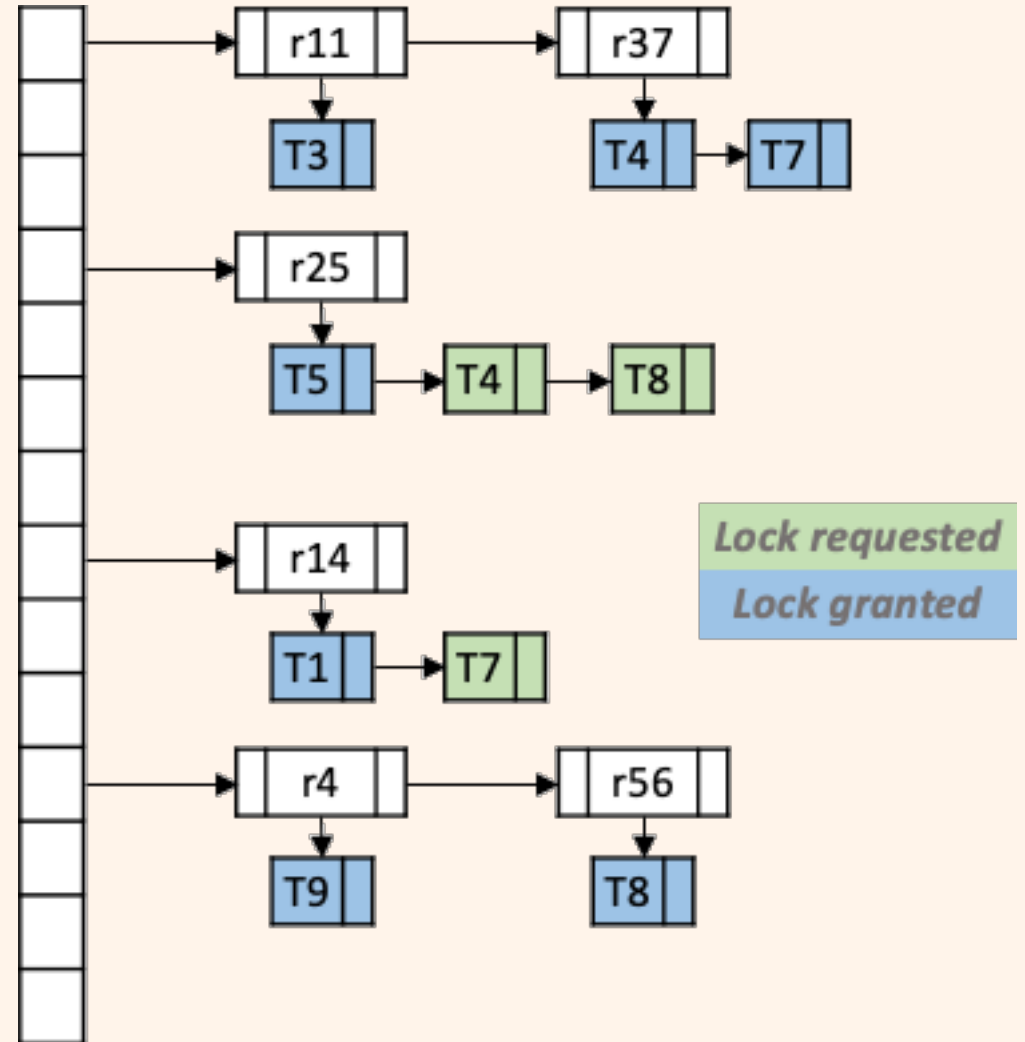 r11 r37
T3 T4 T7
r25
T5 T4 T8
Lock requested
r14
Lock granted
T1 T7
r4 r56
T9 T8